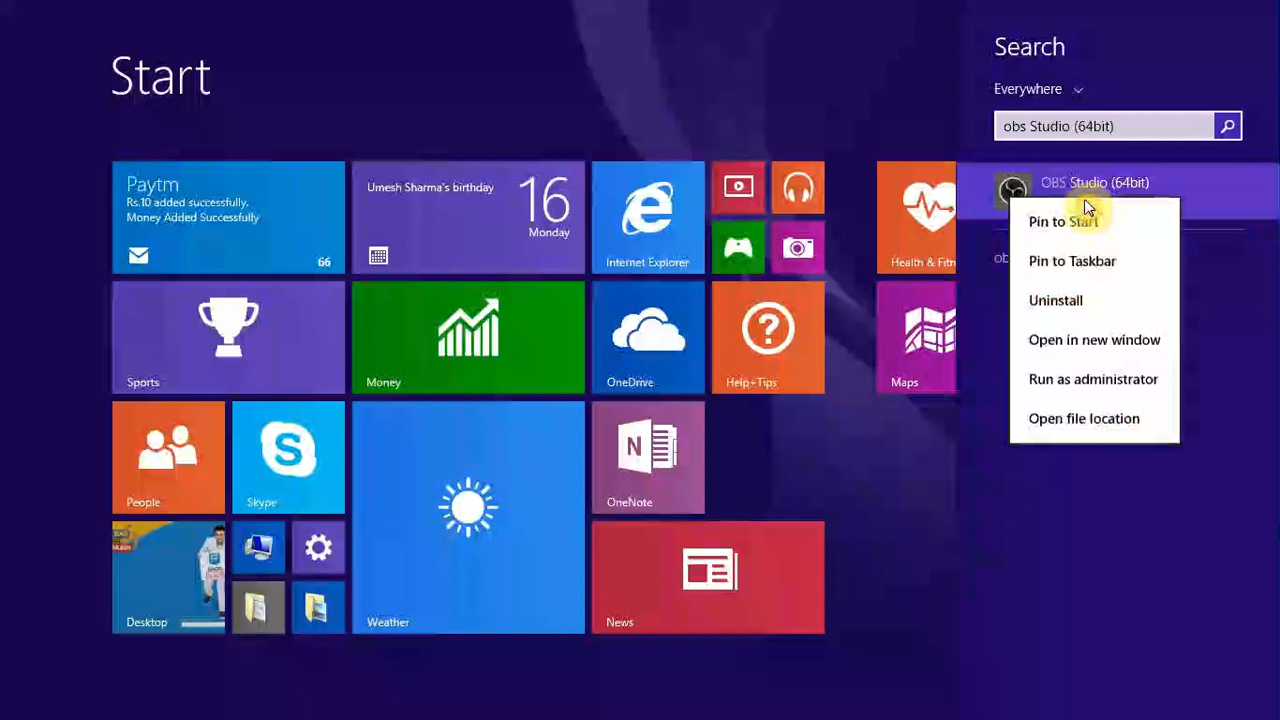 Start
Search
Everywhere
obs Studio (64bit)
OBS Studio (64bit)
Pin to Start
Pin to Taskbar
Uninstall
Open in new window
Run as administrator
Open file location
ob
Paytm
Rs.10 added successfully.
Money Added Successfully
66
Umesh Sharma's birthday
16
Monday
Internet Explorer
Health & Fitn
Sports
Money
OneDrive
Help+Tips
Maps
People
Skype
Weather
OneNote
Desktop
News